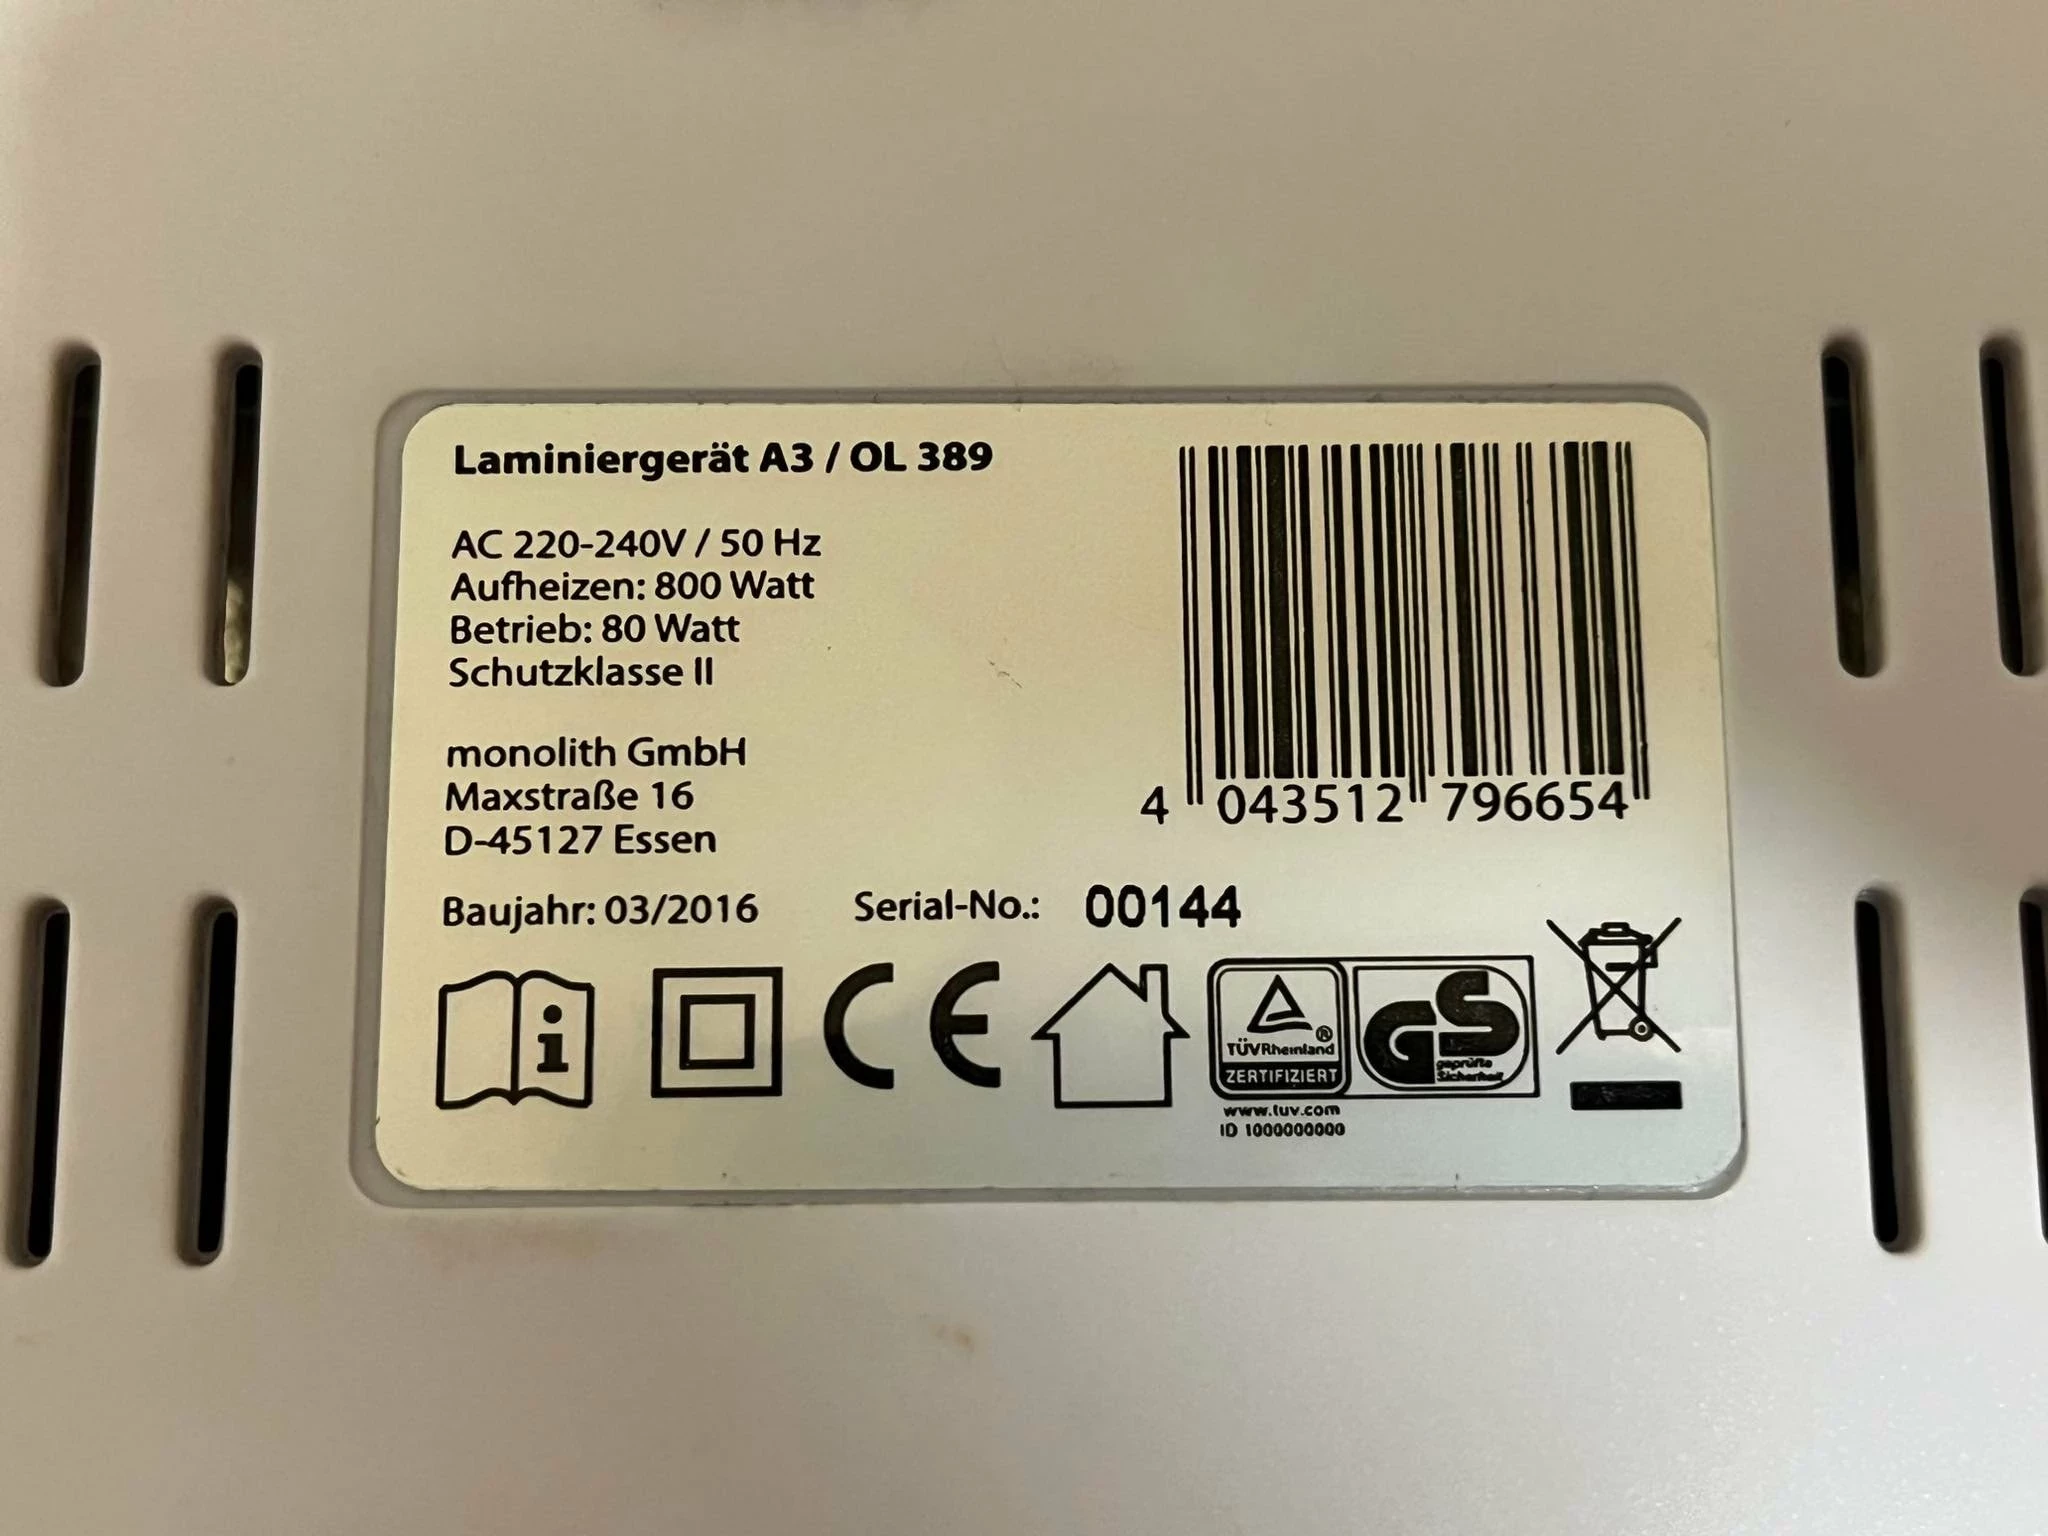 Laminiergerät A3 / OL 389
AC 220-240V / 50 Hz
Aufheizen: 800 Watt
Betrieb: 80 Watt
Schutzklasse II
monolith GmbH
Maxstraße 16
D-45127 Essen
4 043512 796654
Baujahr: 03/2016 Serial-No.: 00144
i
CE
TÜVRheinland®
ZERTIFIZIERT
GS
geprüfte
Sicherheit
www.tuv.com
ID 1000000000